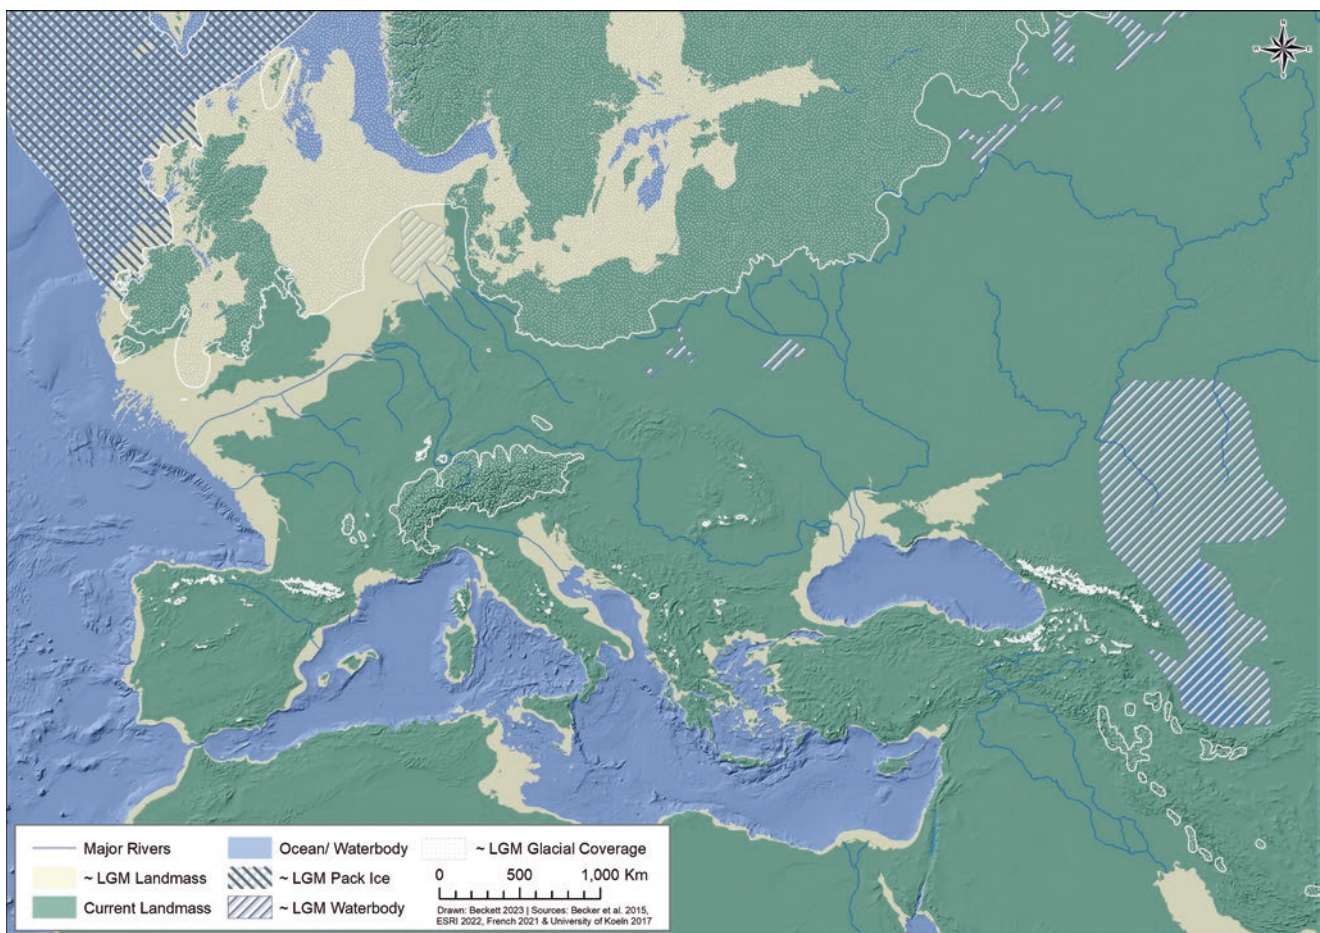 N
W
E
S
Major Rivers
~ LGM Landmass
Current Landmass
Ocean/ Waterbody
~ LGM Pack Ice
~ LGM Waterbody
~ LGM Glacial Coverage
0 500 1,000 Km
Drawn: Beckett 2023 | Sources: Becker et al. 2015,
ESRI 2022, French 2021 & University of Koeln 2017